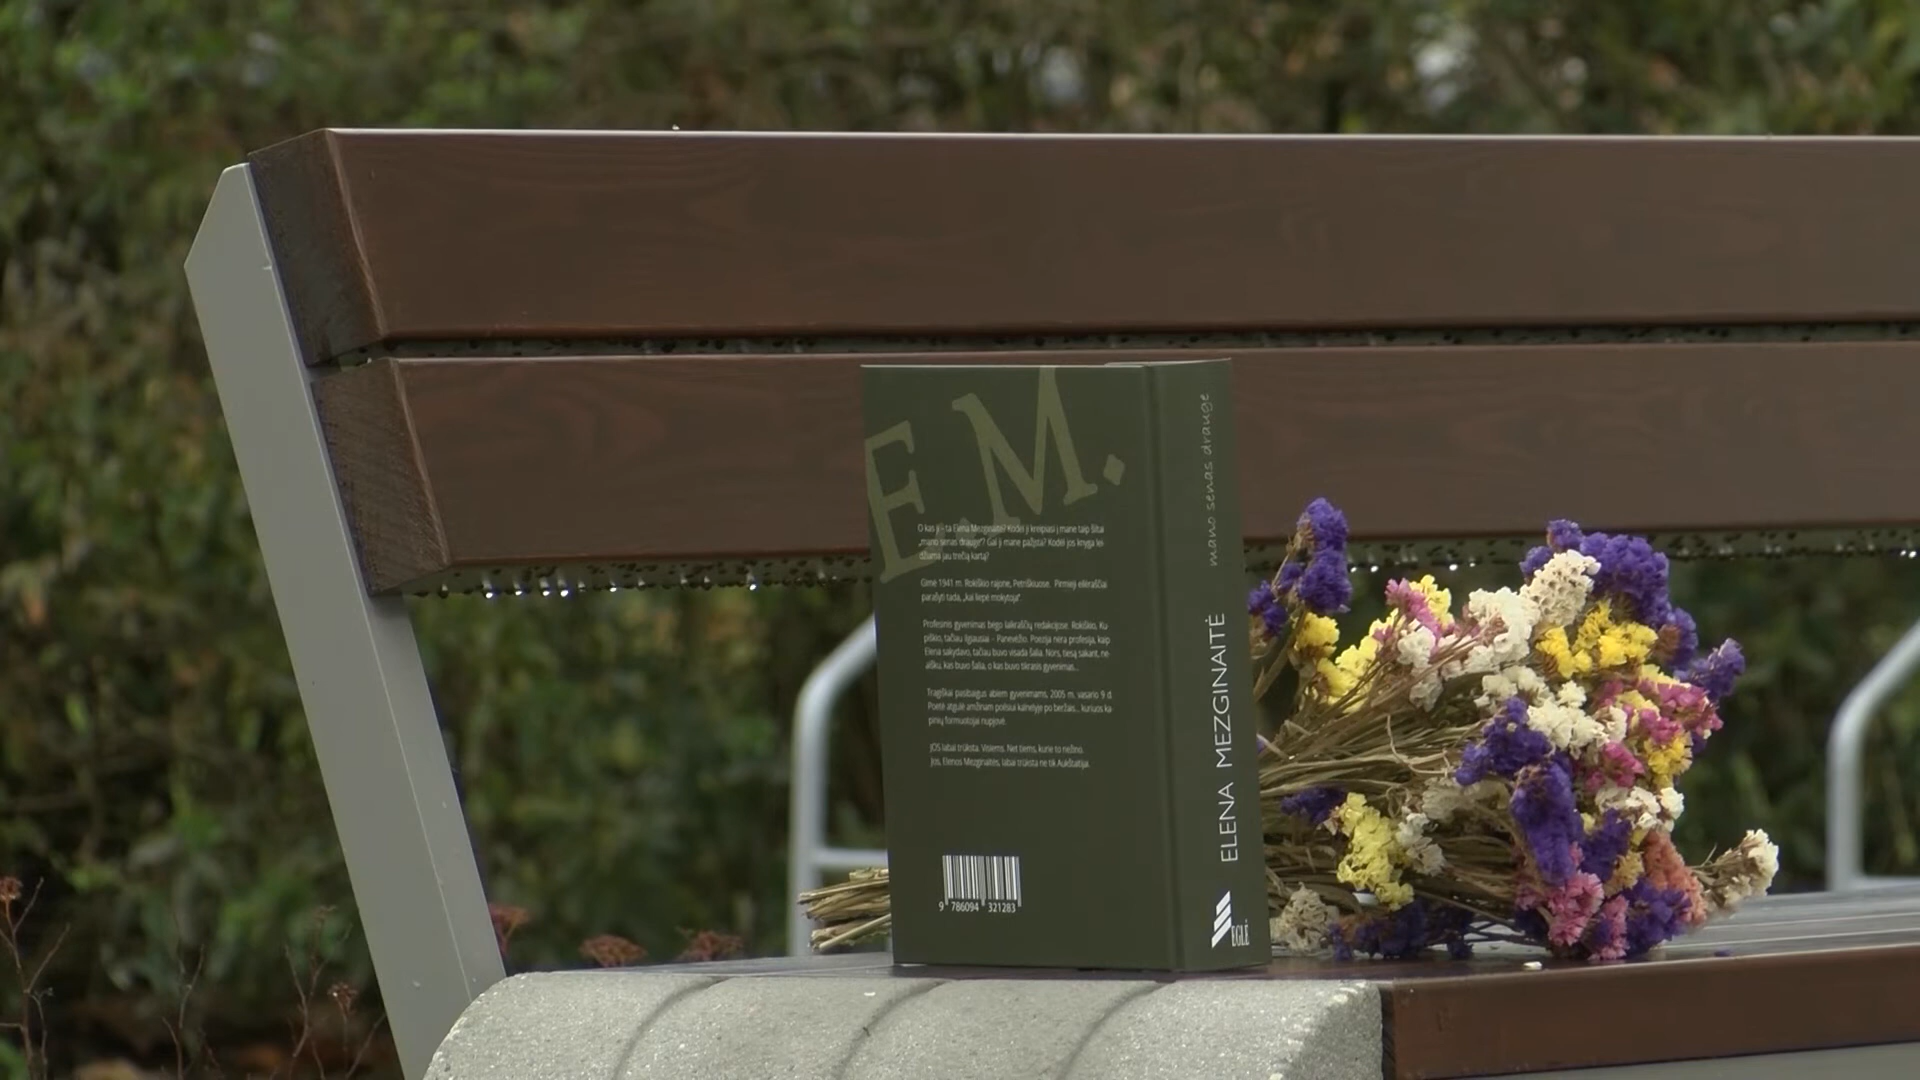 E.M.
O kas ji – ta Elena Mezginaitė? Kodėl ji kreipiasi į mane taip šiltai
„mano senas drauge“? Gal ji mane pažįsta? Kodėl jos knyga lei-
džiama jau trečią kartą?
Gimė 1941 m. Rokiškio rajone, Petriškiuose. Pirmieji eilėraščiai
parašyti tada, „kai liepė mokytoja“.
Profesinis gyvenimas bėgo laikraščių redakcijose. Rokiškio, Ku-
piškio, tačiau ilgiausiai – Panevėžio. Poezija nėra profesija, kaip
Elena sakydavo, tačiau buvo visada šalia. Nors, tiesą sakant, ne-
aišku, kas buvo šalia, o kas buvo tikrasis gyvenimas...
Tragiškai pasibaigus abiem gyvenimams, 2005 m. vasario 9 d.
Poetė atgulė amžinam poilsiui kalnelyje po beržais... kuriuos ka-
pinių formuotojai nupjovė.
JOS labai trūksta. Visiems. Net tiems, kurie to nežino.
Jos, Elenos Mezginaitės, labai trūksta ne tik Aukštaitijai.
9 786094 321283
mano senas drauge
ELENA MEZGINAITĖ
EGLĖ